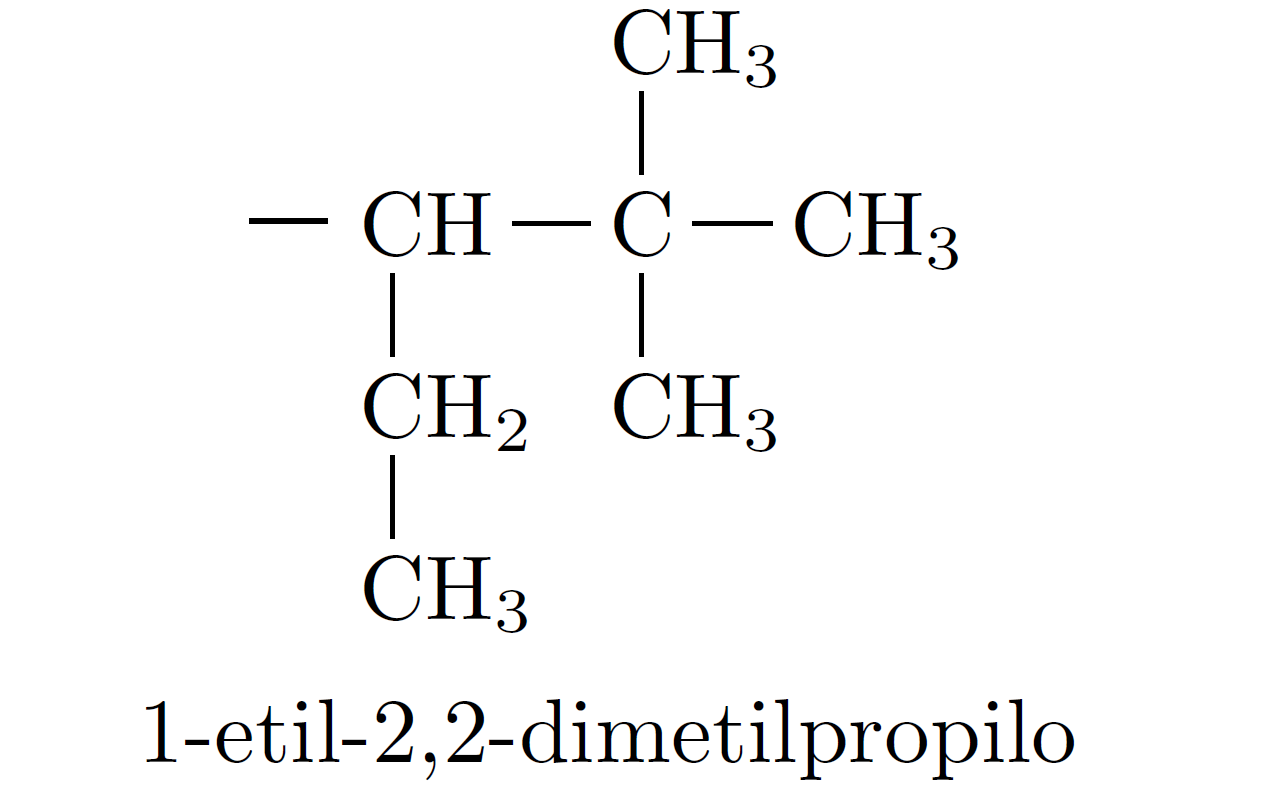 CH₃
— CH — C — CH₃
CH₂ CH₃
CH₃
1-etil-2,2-dimetilpropilo